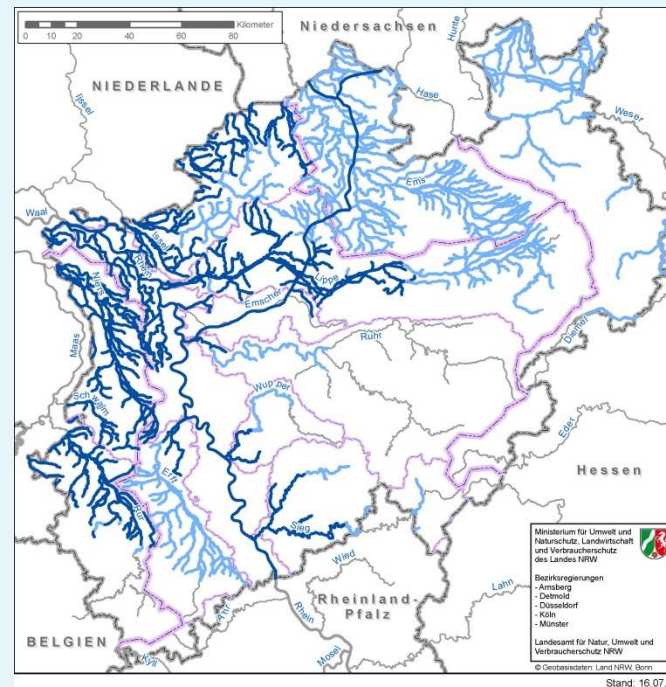 Kilometer
0 10 20 40 60 80
Niedersachsen
Hunte
NIEDERLANDE
Ijssel
Hase
Weser
Ems
Waal
Issel
Rhein
Lippe
Niers
Emscher
Maas
Ruhr
Diemel
Wupper
Schwalm
Eder
Erft
Hessen
Rur
Sieg
Wied
Lahn
Rheinland-
Pfalz
Ahr
Rhein
BELGIEN
Kyll
Mosel
Ministerium für Umwelt und
Naturschutz, Landwirtschaft
und Verbraucherschutz
des Landes NRW
Bezirksregierungen
- Arnsberg
- Detmold
- Düsseldorf
- Köln
- Münster
Landesamt für Natur, Umwelt und
Verbraucherschutz NRW
© Geobasisdaten: Land NRW, Bonn
Stand: 16.07.